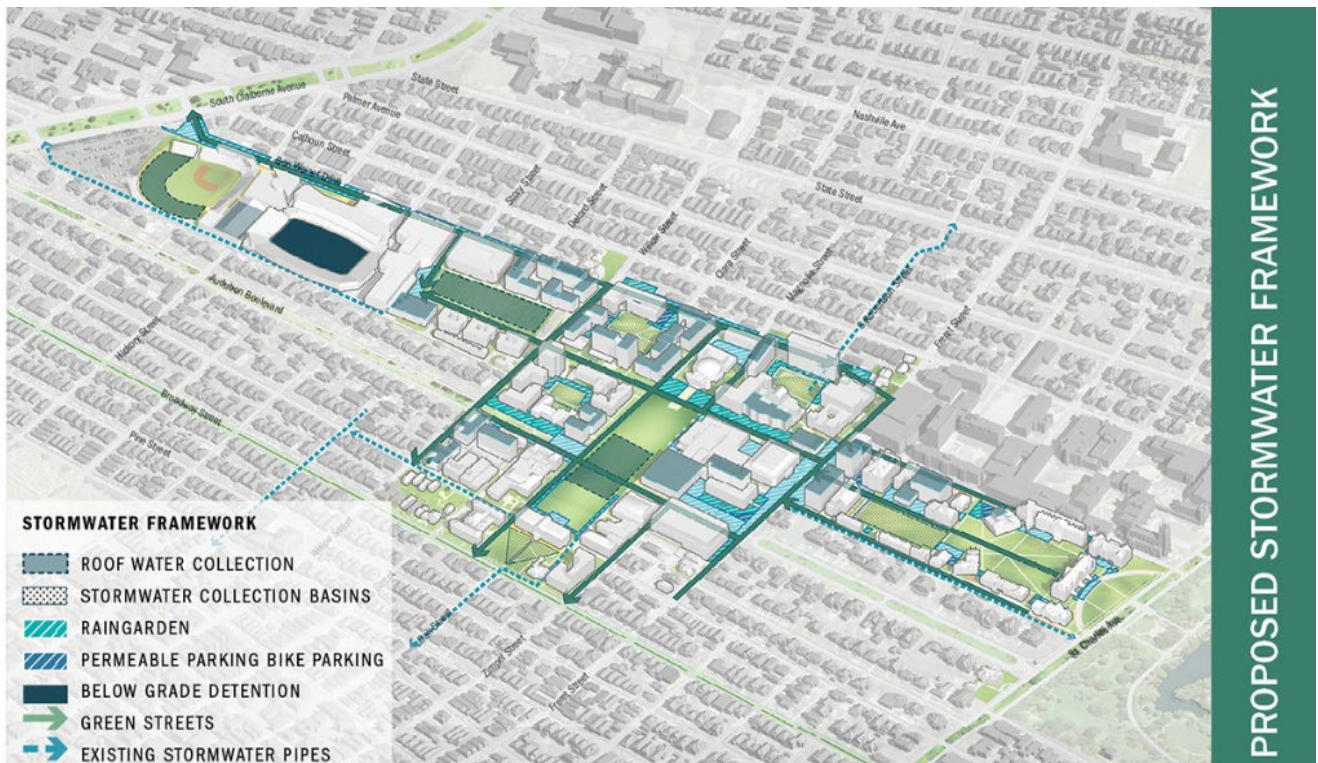 South Claiborne Avenue
State Street
Palmer Avenue
Calhoun Street
Nashville Ave
State Street
Story Street
Willow Street
Clara Street
Magnolia Street
Freret Street
Audubon Boulevard
Hickory Street
Broadway Street
Pine Street
Zimpel Street
Freret Street
St. Charles Ave
STORMWATER FRAMEWORK
ROOF WATER COLLECTION
STORMWATER COLLECTION BASINS
RAINGARDEN
PERMEABLE PARKING BIKE PARKING
BELOW GRADE DETENTION
GREEN STREETS
EXISTING STORMWATER PIPES
PROPOSED STORMWATER FRAMEWORK